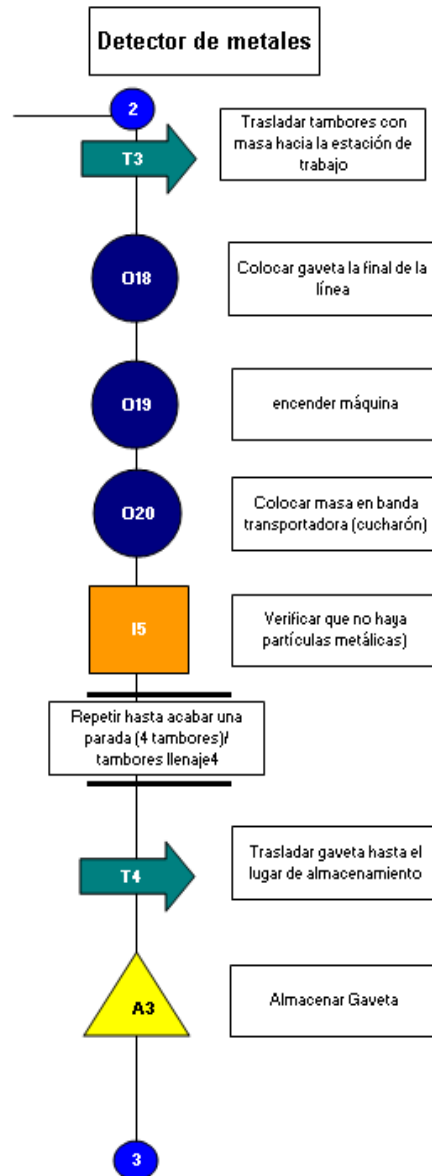 Detector de metales
2
T3
Trasladar tambores con
masa hacia la estación de
trabajo
O18
Colocar gaveta la final de la
línea
O19
encender máquina
O20
Colocar masa en banda
transportadora (cucharón)
I5
Verificar que no haya
partículas metálicas)
Repetir hasta acabar una
parada (4 tambores)/
tambores llenaje4
T4
Trasladar gaveta hasta el
lugar de almacenamiento
A3
Almacenar Gaveta
3